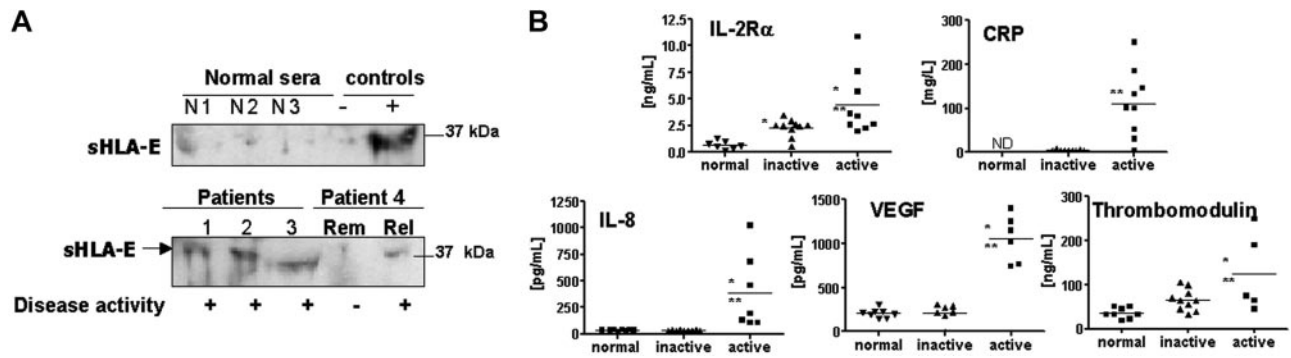 A
Normal sera controls
N1 N2 N3 - +
sHLA-E
37 kDa
Patients Patient 4
1 2 3 Rem Rel
sHLA-E
37 kDa
Disease activity + + + - +
B
IL-2Rα
[ng/mL]
12.5
10.0
7.5
5.0
2.5
0.0
*
*
**
normal inactive active
CRP
[mg/L]
300
200
100
0
ND
**
normal inactive active
IL-8
[pg/mL]
1250
1000
750
500
250
0
*
**
normal inactive active
VEGF
[pg/mL]
1500
1000
500
0
*
**
normal inactive active
Thrombomodulin
[ng/mL]
300
200
100
0
*
**
normal inactive active